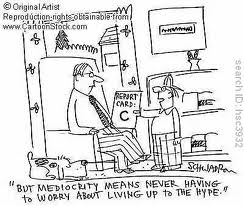 © Original Artist
Reproduction rights obtainable from
www.CartoonStock.com
REPORT
CARD:
C
SCHWADRON
"BUT MEDIOCRITY MEANS NEVER HAVING
to WORRY ABOUT LIVING UP TO THE HYPE."
search ID: hsc3932